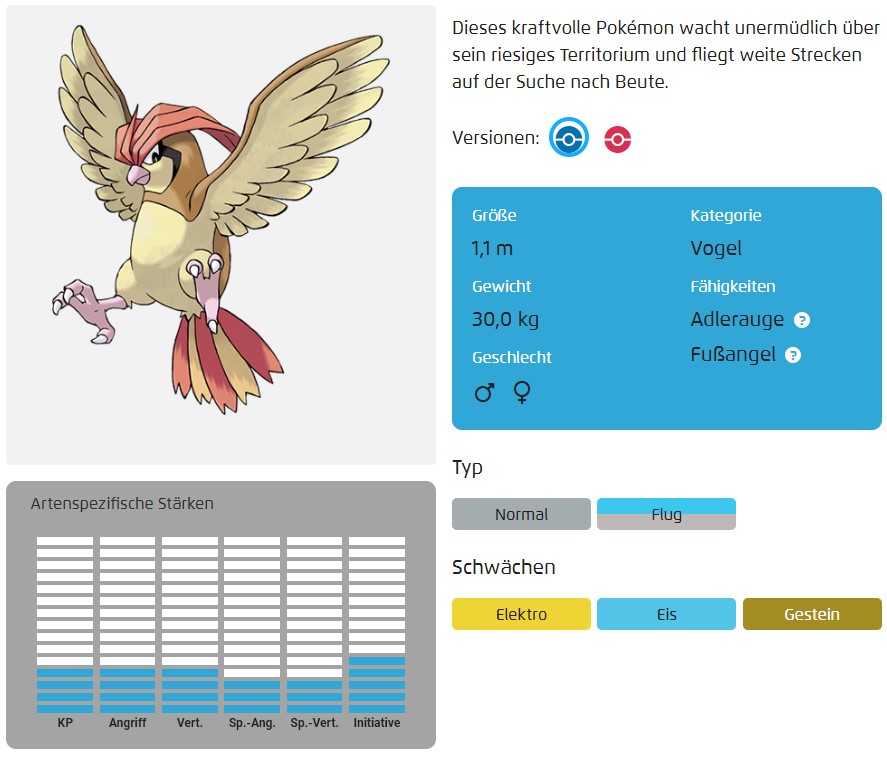 Dieses kraftvolle Pokémon wacht unermüdlich über
sein riesiges Territorium und fliegt weite Strecken
auf der Suche nach Beute.
Versionen:
Größe
1,1 m
Gewicht
30,0 kg
Geschlecht
♂ ♀
Kategorie
Vogel
Fähigkeiten
Adlerauge ?
Fußangel ?
Typ
Normal
Flug
Schwächen
Elektro
Eis
Gestein
Artenspezifische Stärken
KP
Angriff
Vert.
Sp.-Ang.
Sp.-Vert.
Initiative